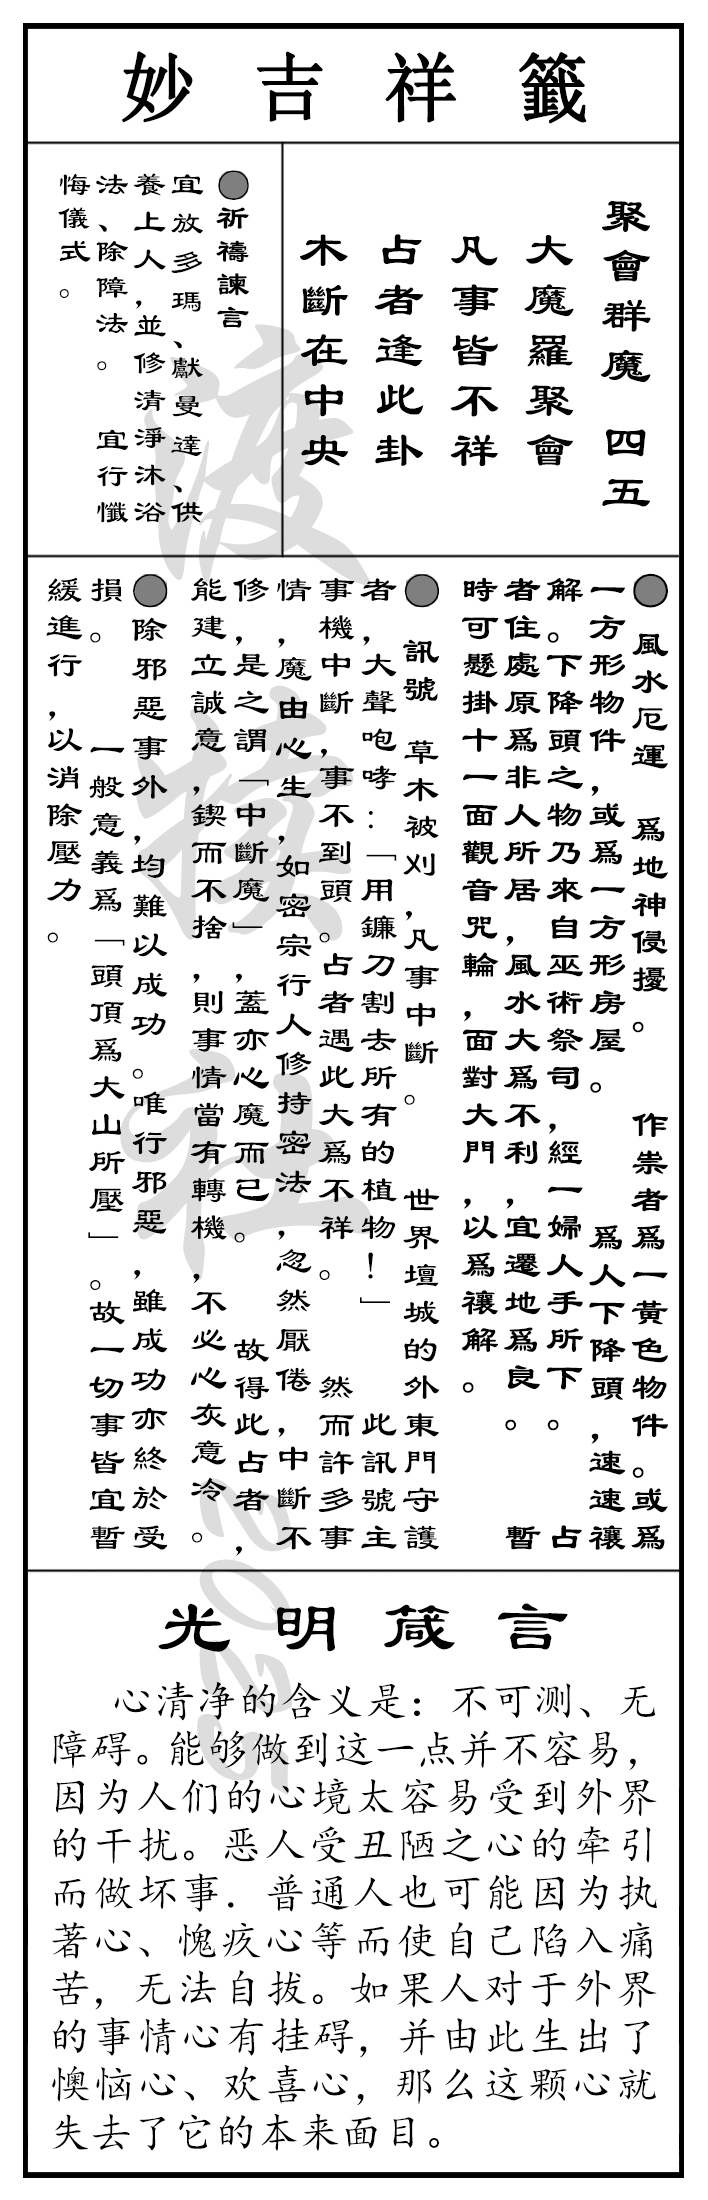 妙吉祥籤
聚會群魔 四五
大魔羅聚會
凡事皆不祥
占者逢此卦
木斷在中央
●祈禱諫言
宜放多瑪、獻曼達、供
養上人，並修清淨沐浴
法、除障法。 宜行懺
悔儀式。
● 風水厄運 爲地神侵擾。 作祟者爲一黃色物件。或爲
一方形物件，或爲一方形房屋。 爲人下降頭，速速禳
解。下降頭之物乃來自巫術祭司，經一婦人手所下。 占
者住處原爲非人所居，風水大爲不利，宜遷地爲良。 暫
時可懸掛十一面觀音咒輪，面對大門，以爲禳解。
● 訊號 草木被刈，凡事中斷。 世界壇城的外東門守護
者，大聲咆哮：「用鐮刀割去所有的植物！」 此訊號主
事機中斷，事不到頭。占者遇此大爲不祥。 然而許多事
情，魔由心生，如密宗行人修持密法，忽然厭倦，中斷不
修，是之謂「中斷魔」，蓋亦心魔而已。 故得此占者，
能建立誠意，鍥而不捨，則事情當有轉機，不必心灰意冷。
●除邪惡事外，均難以成功。唯行邪惡，雖成功亦終於受
損。 一般意義爲「頭頂爲大山所壓」。故一切事皆宜暫
緩進行，以消除壓力。
光明箴言
心清净的含义是：不可测、无
障碍。能够做到这一点并不容易，
因为人们的心境太容易受到外界
的干扰。恶人受丑陋之心的牵引
而做坏事．普通人也可能因为执
著心、愧疚心等而使自己陷入痛
苦，无法自拔。如果人对于外界
的事情心有挂碍，并由此生出了
懊恼心、欢喜心，那么这颗心就
失去了它的本来面目。
2025